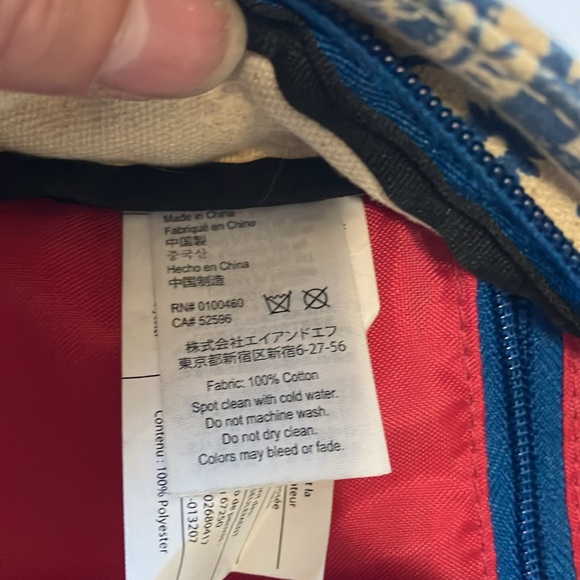 Made in China
Fabriqué en Chine
中国製
중국산
Hecho en China
中国制造
RN# 0100460
CA# 52596
株式会社エイアンドエフ
東京都新宿区新宿6-27-56
Fabric: 100% Cotton
Spot clean with cold water.
Do not machine wash.
Do not dry clean.
Colors may bleed or fade.
Contenu : 100% Polyester
-013207
t la